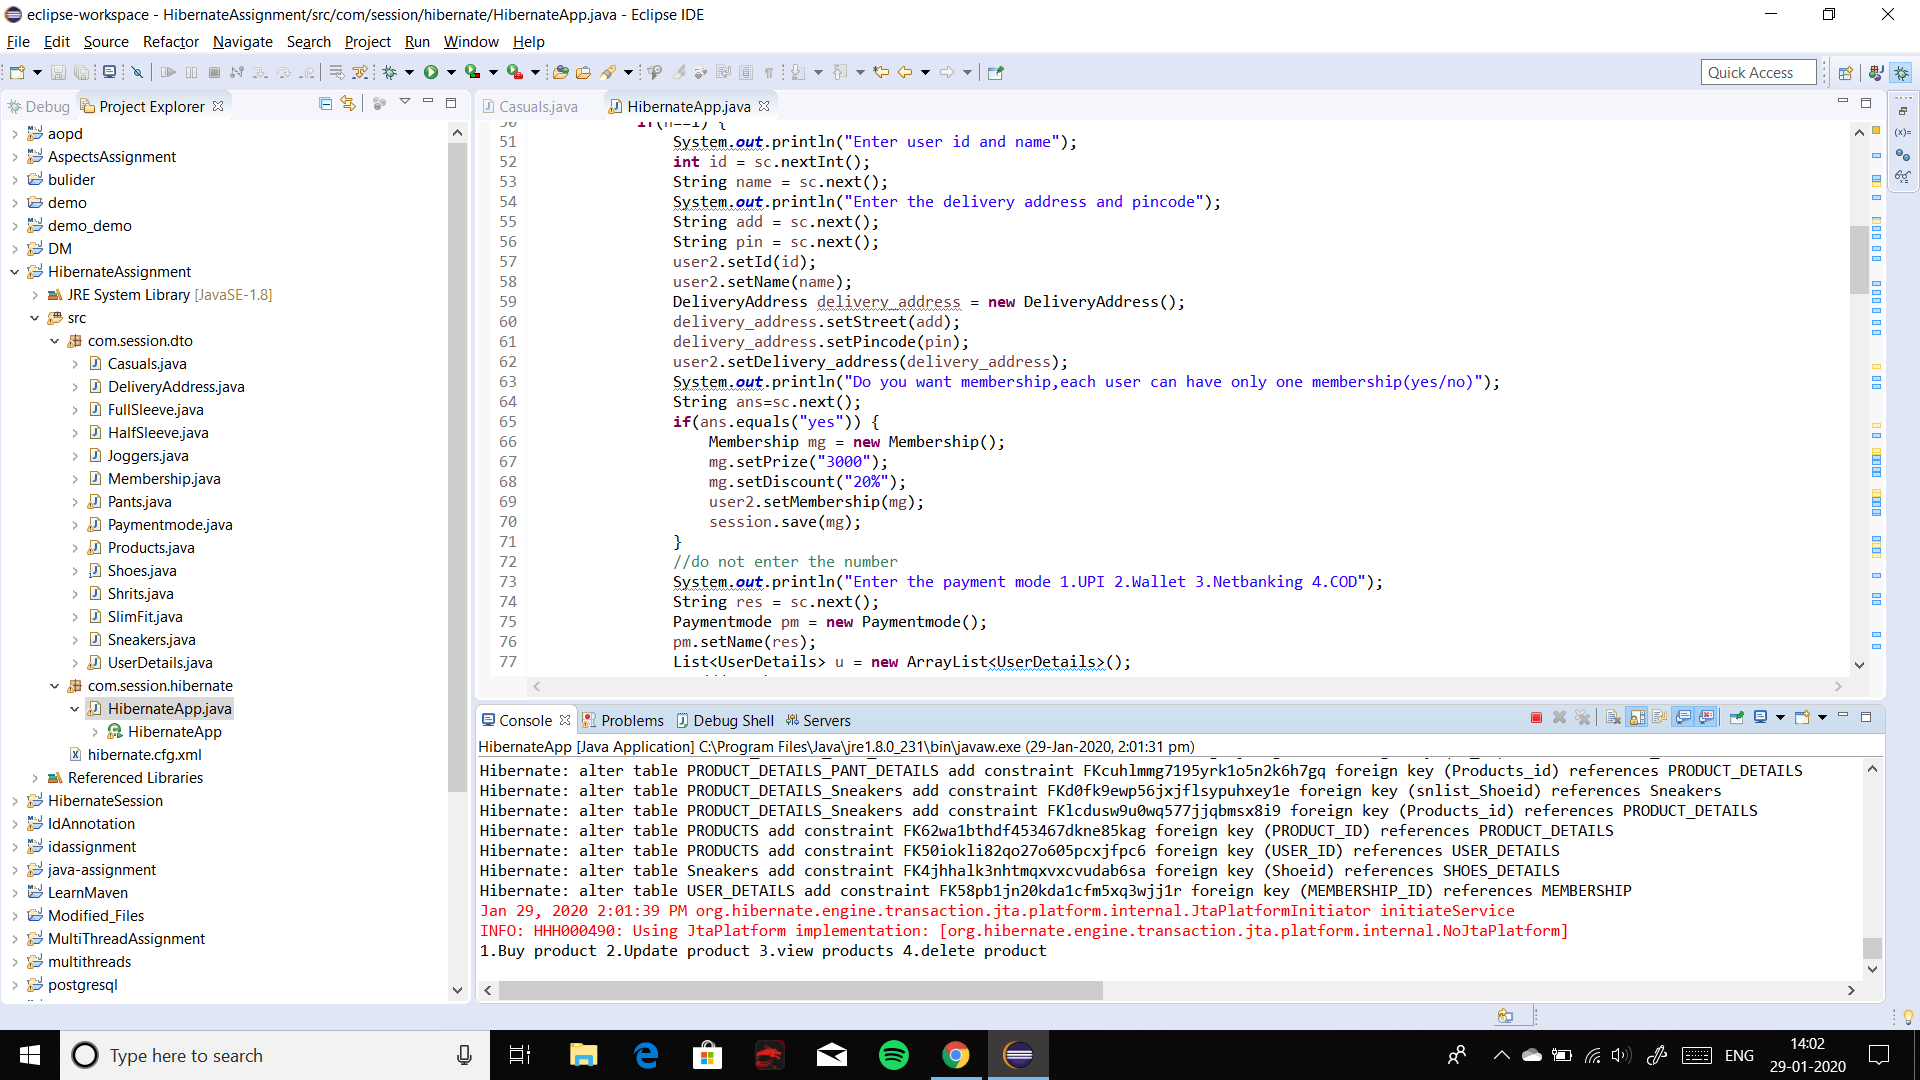 eclipse-workspace - HibernateAssignment/src/com/session/hibernate/HibernateApp.java - Eclipse IDE
File Edit Source Refactor Navigate Search Project Run Window Help
Quick Access
Debug Project Explorer
aopd
AspectsAssignment
bulider
demo
demo_demo
DM
HibernateAssignment
JRE System Library [JavaSE-1.8]
src
com.session.dto
Casuals.java
DeliveryAddress.java
FullSleeve.java
HalfSleeve.java
Joggers.java
Membership.java
Pants.java
Paymentmode.java
Products.java
Shoes.java
Shrits.java
SlimFit.java
Sneakers.java
UserDetails.java
com.session.hibernate
HibernateApp.java
HibernateApp
hibernate.cfg.xml
Referenced Libraries
HibernateSession
IdAnnotation
idassignment
java-assignment
LearnMaven
Modified_Files
MultiThreadAssignment
multithreads
postgresql
Casuals.java HibernateApp.java
50 if(n==1) {
51 System.out.println("Enter user id and name");
52 int id = sc.nextInt();
53 String name = sc.next();
54 System.out.println("Enter the delivery address and pincode");
55 String add = sc.next();
56 String pin = sc.next();
57 user2.setId(id);
58 user2.setName(name);
59 DeliveryAddress delivery_address = new DeliveryAddress();
60 delivery_address.setStreet(add);
61 delivery_address.setPincode(pin);
62 user2.setDelivery_address(delivery_address);
63 System.out.println("Do you want membership,each user can have only one membership(yes/no)");
64 String ans=sc.next();
65 if(ans.equals("yes")) {
66 Membership mg = new Membership();
67 mg.setPrize("3000");
68 mg.setDiscount("20%");
69 user2.setMembership(mg);
70 session.save(mg);
71 }
72 //do not enter the number
73 System.out.println("Enter the payment mode 1.UPI 2.Wallet 3.Netbanking 4.COD");
74 String res = sc.next();
75 Paymentmode pm = new Paymentmode();
76 pm.setName(res);
77 List<UserDetails> u = new ArrayList<UserDetails>();
Console Problems Debug Shell Servers
HibernateApp [Java Application] C:\Program Files\Java\jre1.8.0_231\bin\javaw.exe (29-Jan-2020, 2:01:31 pm)
Hibernate: alter table PRODUCT_DETAILS_PANT_DETAILS add constraint FKcuhlmmg7195yrk1o5n2k6h7gq foreign key (Products_id) references PRODUCT_DETAILS
Hibernate: alter table PRODUCT_DETAILS_Sneakers add constraint FKd0fk9ewp56jxjflsypuhxey1e foreign key (snlist_Shoeid) references Sneakers
Hibernate: alter table PRODUCT_DETAILS_Sneakers add constraint FKlcdusw9u0wq577jjqbmsx8i9 foreign key (Products_id) references PRODUCT_DETAILS
Hibernate: alter table PRODUCTS add constraint FK62wa1bthdf453467dkne85kag foreign key (PRODUCT_ID) references PRODUCT_DETAILS
Hibernate: alter table PRODUCTS add constraint FK50iokli82qo27o605pcxjfpc6 foreign key (USER_ID) references USER_DETAILS
Hibernate: alter table Sneakers add constraint FK4jhhalk3nhtmqxvxcvudab6sa foreign key (Shoeid) references SHOES_DETAILS
Hibernate: alter table USER_DETAILS add constraint FK58pb1jn20kda1cfm5xq3wjj1r foreign key (MEMBERSHIP_ID) references MEMBERSHIP
Jan 29, 2020 2:01:39 PM org.hibernate.engine.transaction.jta.platform.internal.JtaPlatformInitiator initiateService
INFO: HHH000490: Using JtaPlatform implementation: [org.hibernate.engine.transaction.jta.platform.internal.NoJtaPlatform]
1.Buy product 2.Update product 3.view products 4.delete product
Type here to search
ENG
14:02
29-01-2020